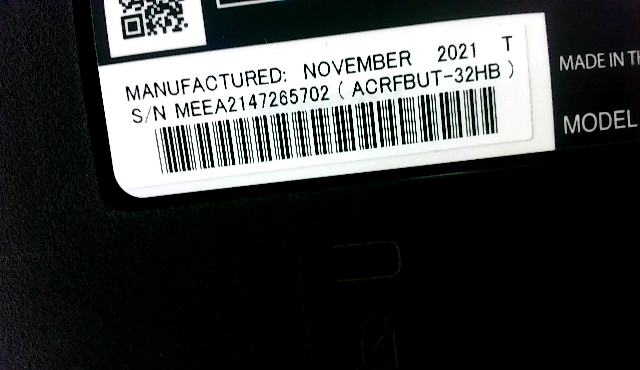 MANUFACTURED: NOVEMBER 2021 T
S/N MEEA2147265702 ( ACRFBUT-32HB )
MADE IN
MODEL